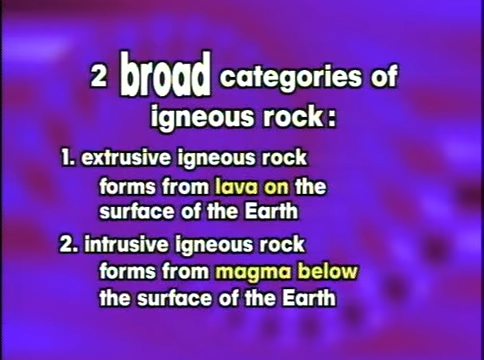 2 broad categories of
igneous rock:
1. extrusive igneous rock
forms from lava on the
surface of the Earth
2. intrusive igneous rock
forms from magma below
the surface of the Earth